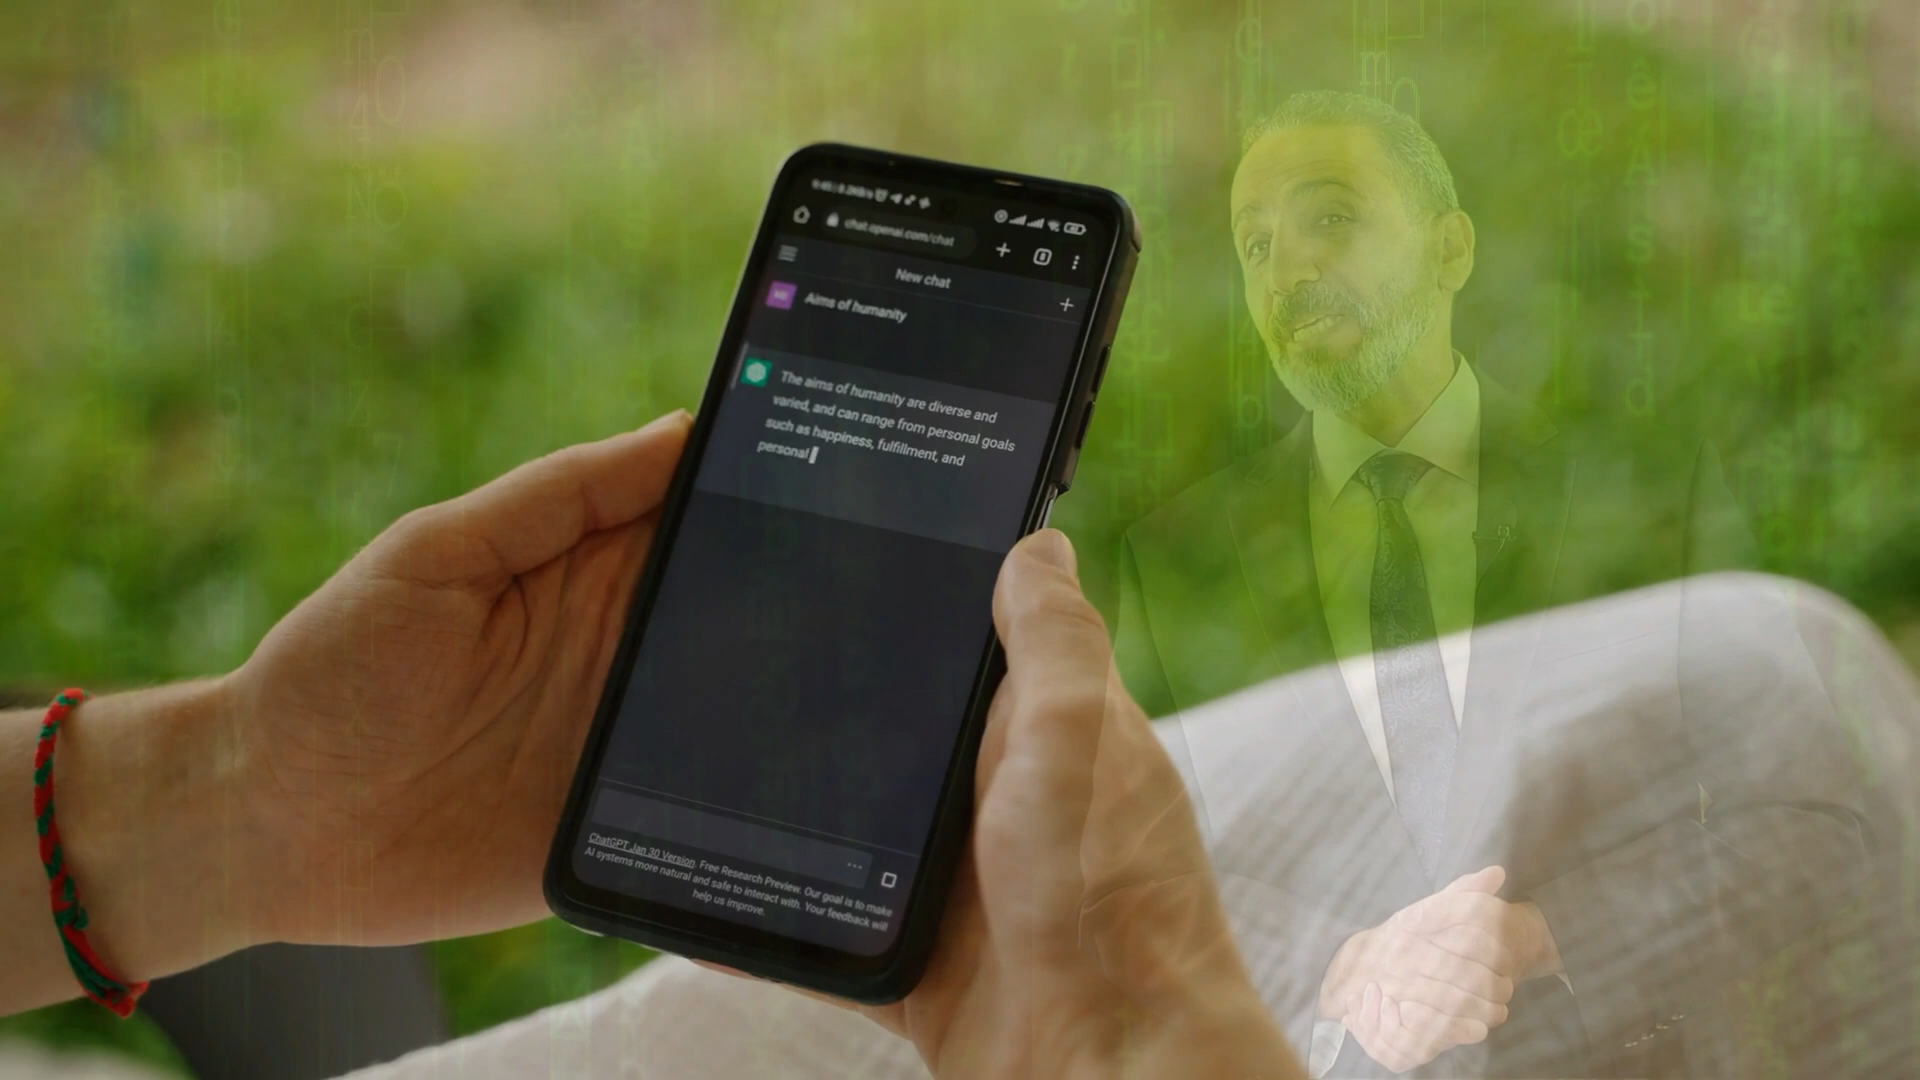 chat.openai.com/chat
New chat
Aims of humanity
The aims of humanity are diverse and
varied, and can range from personal goals
such as happiness, fulfillment, and
personal
ChatGPT Jan 30 Version. Free Research Preview. Our goal is to make
AI systems more natural and safe to interact with. Your feedback will
help us improve.